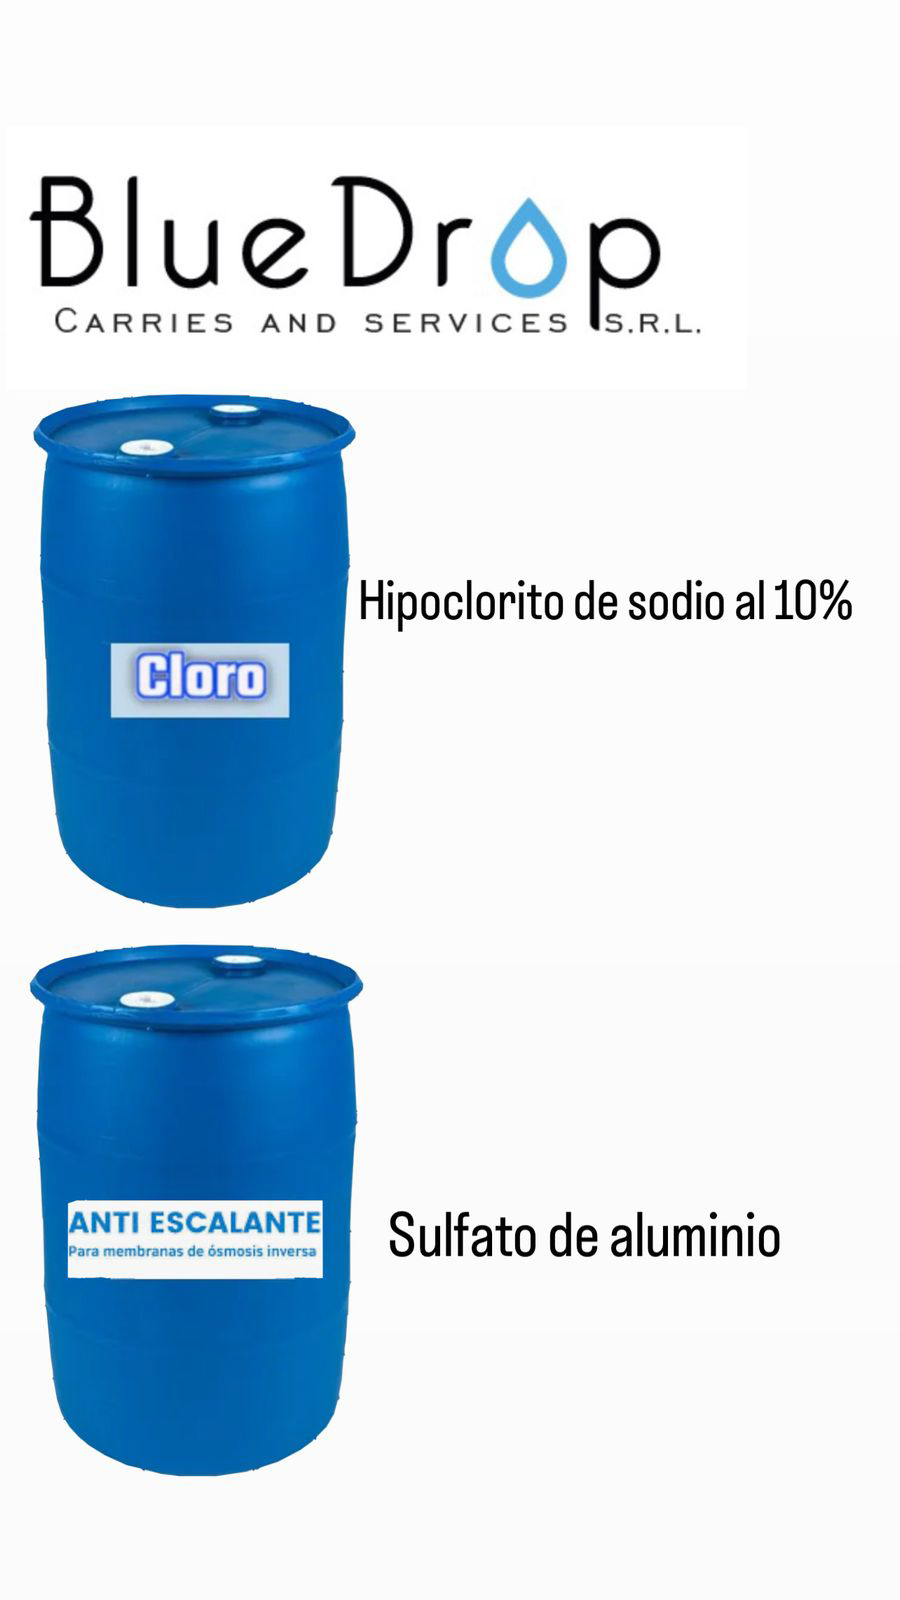 BlueDrop
CARRIES AND SERVICES S.R.L.
Hipoclorito de sodio al 10%
Cloro
ANTI ESCALANTE
Para membranas de ósmosis inversa
Sulfato de aluminio